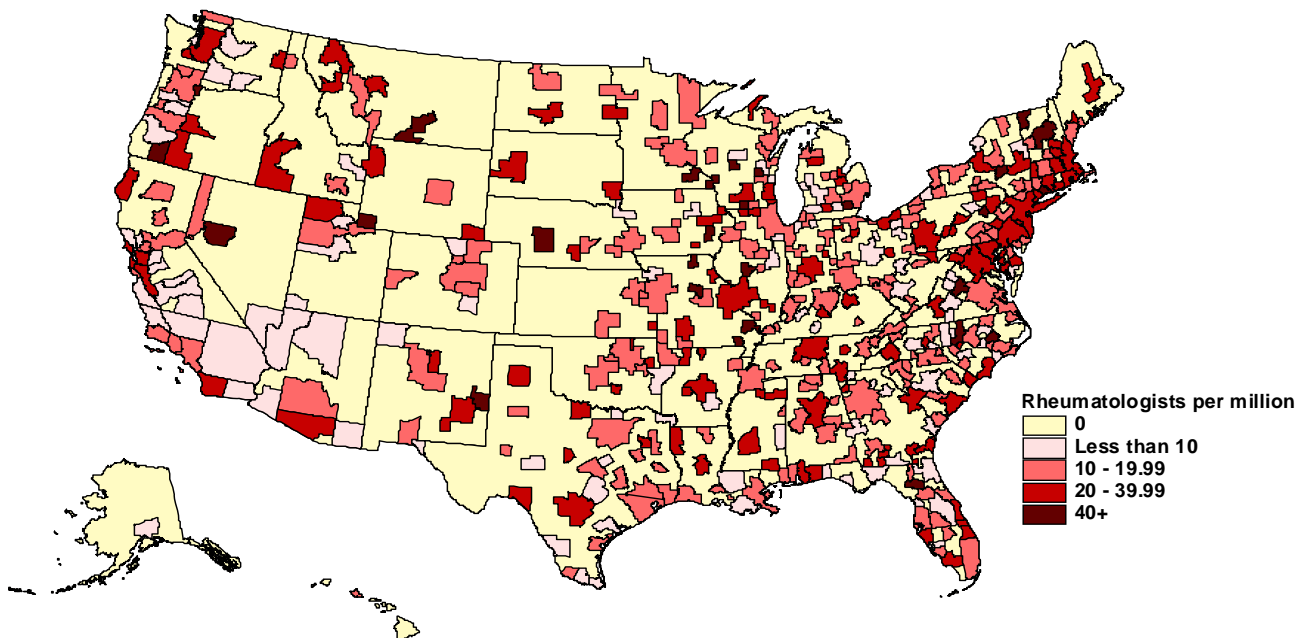 Rheumatologists per million
0
Less than 10
10 - 19.99
20 - 39.99
40+